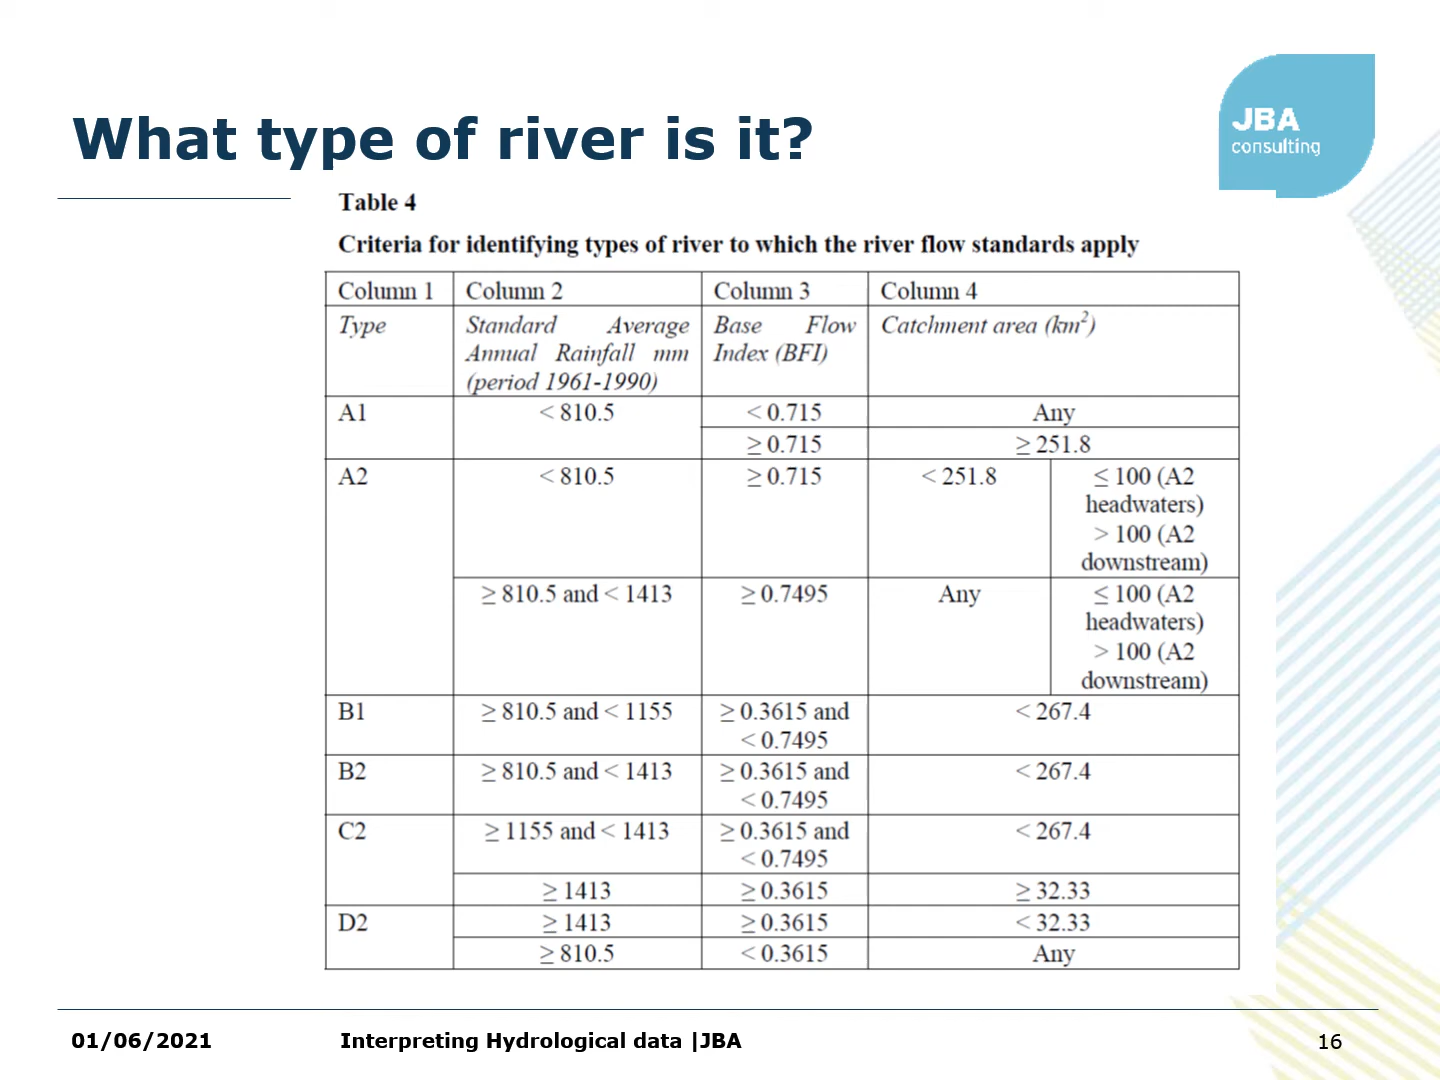 What type of river is it?
JBA
consulting
Table 4
Criteria for identifying types of river to which the river flow standards apply
Column 1 Column 2 Column 3 Column 4
Type Standard Average Annual Rainfall mm (period 1961-1990) Base Flow Index (BFI) Catchment area (km²)
A1 < 810.5 < 0.715 Any
≥ 0.715 ≥ 251.8
A2 < 810.5 ≥ 0.715 < 251.8 ≤ 100 (A2 headwaters) > 100 (A2 downstream)
≥ 810.5 and < 1413 ≥ 0.7495 Any ≤ 100 (A2 headwaters) > 100 (A2 downstream)
B1 ≥ 810.5 and < 1155 ≥ 0.3615 and < 0.7495 < 267.4
B2 ≥ 810.5 and < 1413 ≥ 0.3615 and < 0.7495 < 267.4
C2 ≥ 1155 and < 1413 ≥ 0.3615 and < 0.7495 < 267.4
≥ 1413 ≥ 0.3615 ≥ 32.33
D2 ≥ 1413 ≥ 0.3615 < 32.33
≥ 810.5 < 0.3615 Any
01/06/2021 Interpreting Hydrological data |JBA 16